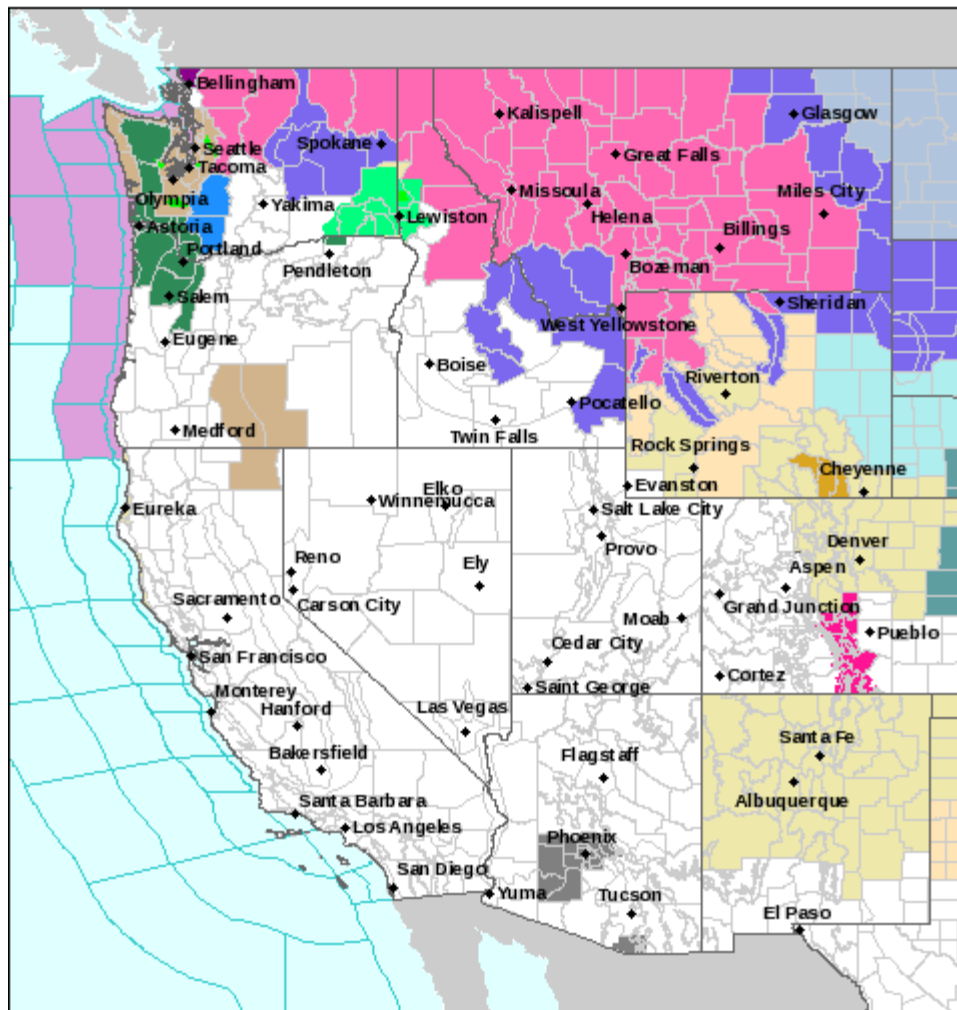 Bellingham
Kalispell
Glasgow
Spokane
Seattle
Great Falls
Tacoma
Missoula
Miles City
Olympia
Yakima
Helena
Lewiston
Astoria
Billings
Portland
Pendleton
Bozeman
Salem
Sheridan
West Yellowstone
Eugene
Boise
Riverton
Pocatello
Medford
Twin Falls
Rock Springs
Cheyenne
Elko
Evanston
Winnemucca
Eureka
Salt Lake City
Provo
Denver
Reno
Ely
Aspen
Sacramento
Carson City
Grand Junction
Moab
Pueblo
San Francisco
Cedar City
Cortez
Saint George
Monterey
Hanford
Las Vegas
Santa Fe
Bakersfield
Flagstaff
Albuquerque
Santa Barbara
Los Angeles
Phoenix
San Diego
Yuma
Tucson
El Paso